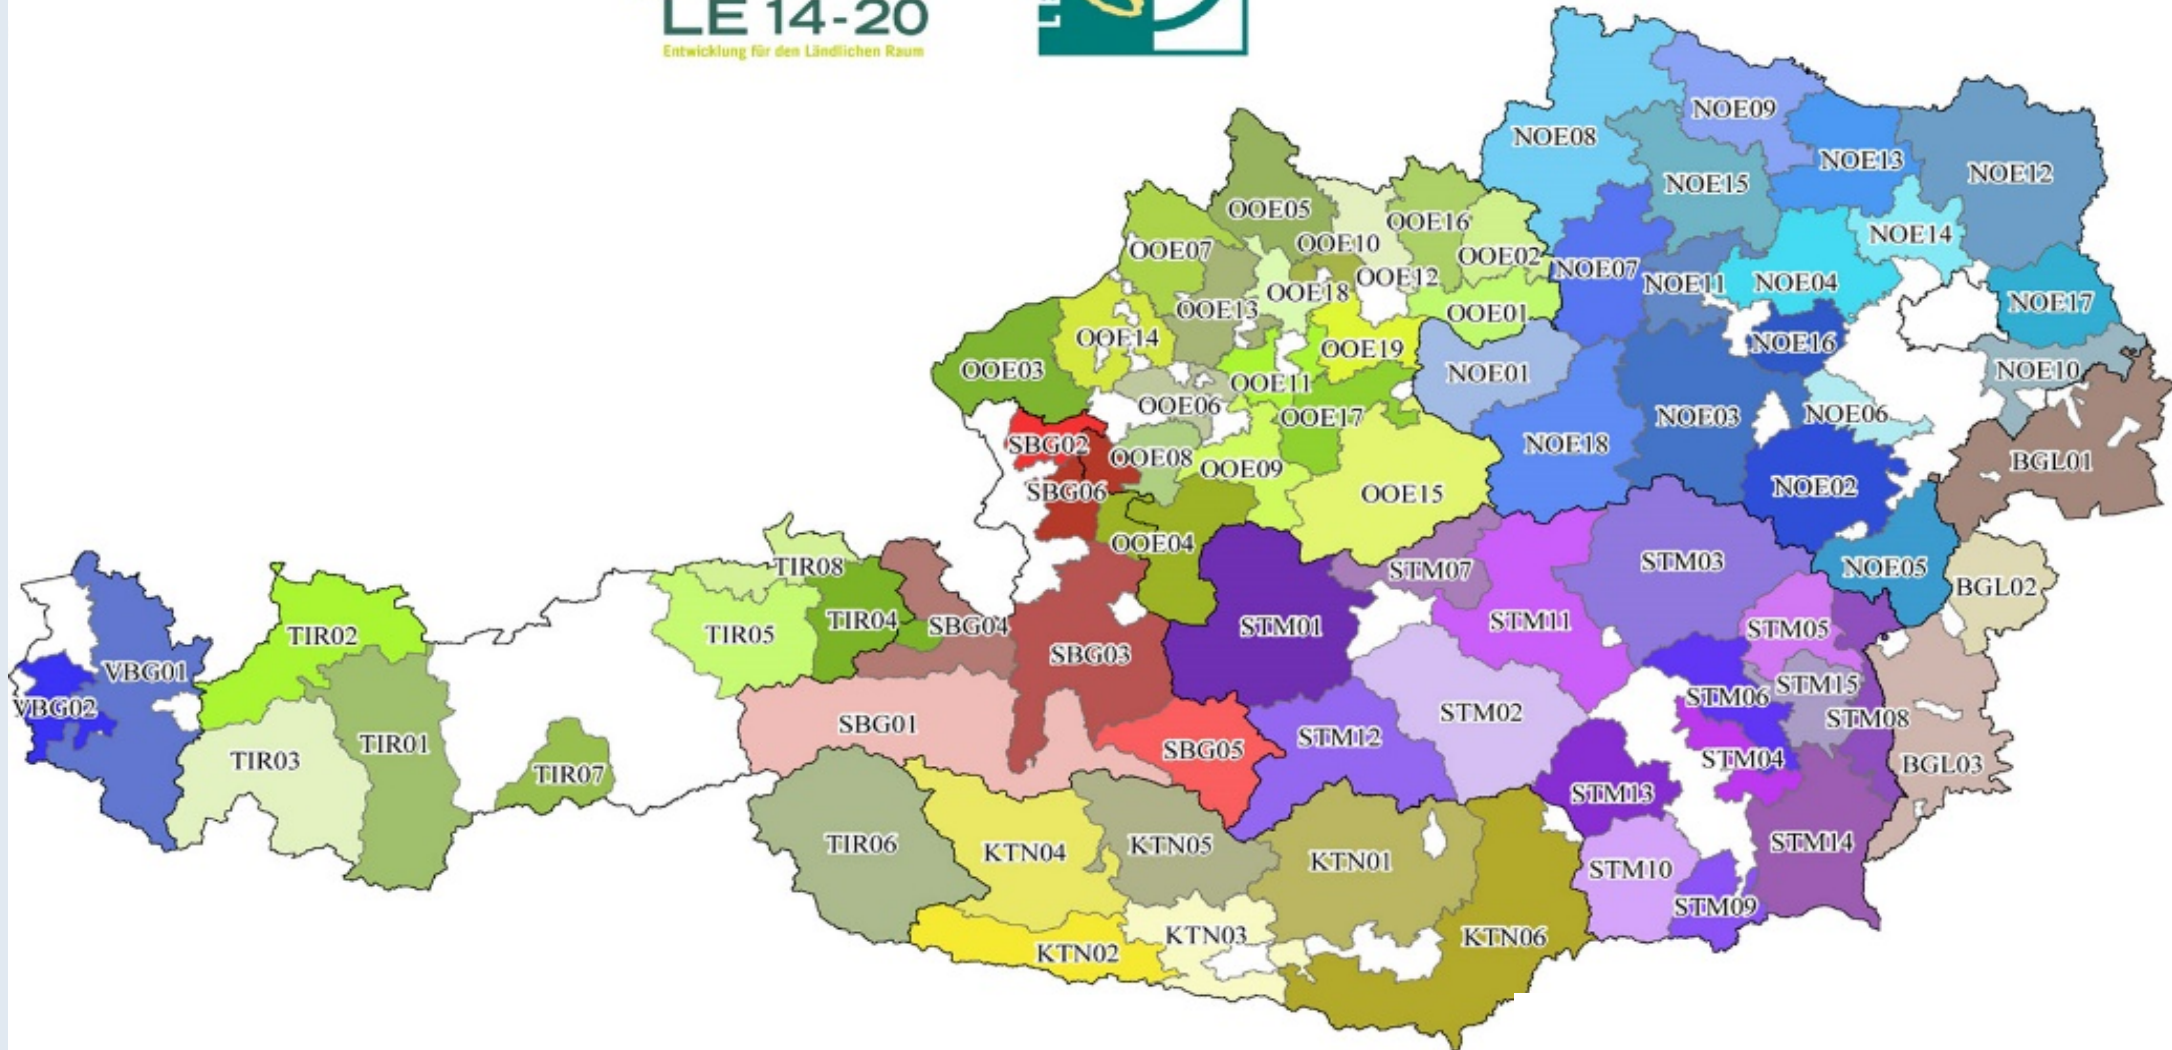 LE 14-20
Entwicklung für den Ländlichen Raum
NOE09
NOE08
NOE13
NOE12
NOE15
OOE05
OOE16
OOE10
NOE14
OOE07
OOE02
NOE07
OOE12
NOE11
NOE04
OOE18
NOE17
OOE13
OOE01
OOE14
NOE16
OOE19
OOE03
NOE10
NOE01
OOE11
OOE06
NOE06
OOE17
NOE03
SBG02
NOE18
OOE08
BGL01
OOE09
NOE02
SBG06
OOE15
OOE04
STM03
TIR08
NOE05
STM07
BGL02
TIR04
STM11
SBG04
STM01
STM05
TIR05
TIR02
SBG03
VBG01
STM15
STM06
VBG02
STM02
STM08
SBG01
STM12
TIR01
SBG05
STM04
TIR03
BGL03
TIR07
STM13
TIR06
STM14
KTN05
KTN04
KTN01
STM10
STM09
KTN03
KTN06
KTN02